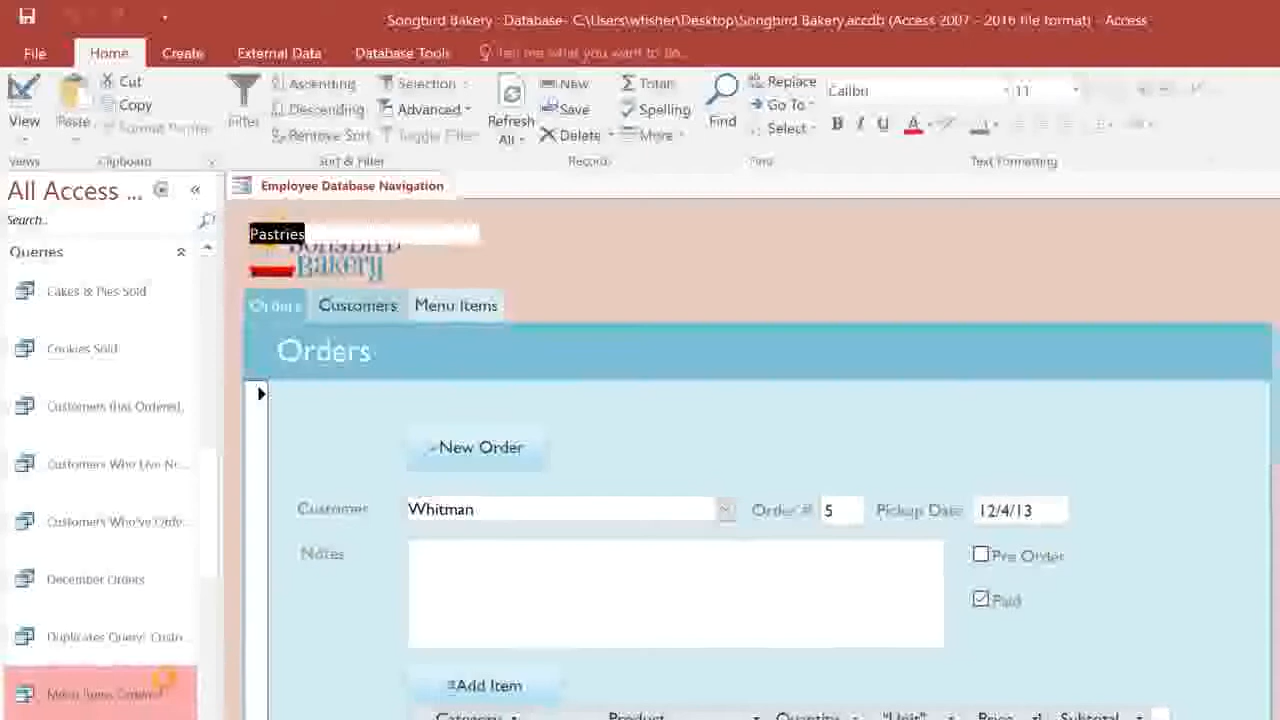 Songbird Bakery : Database- C:\Users\wfisher\Desktop\Songbird Bakery.accdb (Access 2007 - 2016 file format) - Access
File Home Create External Data Database Tools Tell me what you want to do...
View Paste Cut Copy Format Painter
Filter Ascending Descending Remove Sort Selection Advanced Toggle Filter
Refresh All New Save Delete Totals Spelling More
Find Replace Go To Select
Calibri 11
B I U A
Views Clipboard Sort & Filter Records Find Text Formatting
All Access ...
Search..
Queries
Cakes & Pies Sold
Cookies Sold
Customers (Has Ordered),
Customers Who Live Ne...
Customers Who've Orde...
December Orders
Duplicates Query: Custo...
Menu Items Ordered
Employee Database Navigation
Pastries
Songbird
Bakery
Orders Customers Menu Items
Orders
New Order
Customer Whitman Order # 5 Pickup Date 12/4/13
Notes
Pre Order
Paid
Add Item
Category Product Quantity "Unit" Price Subtotal